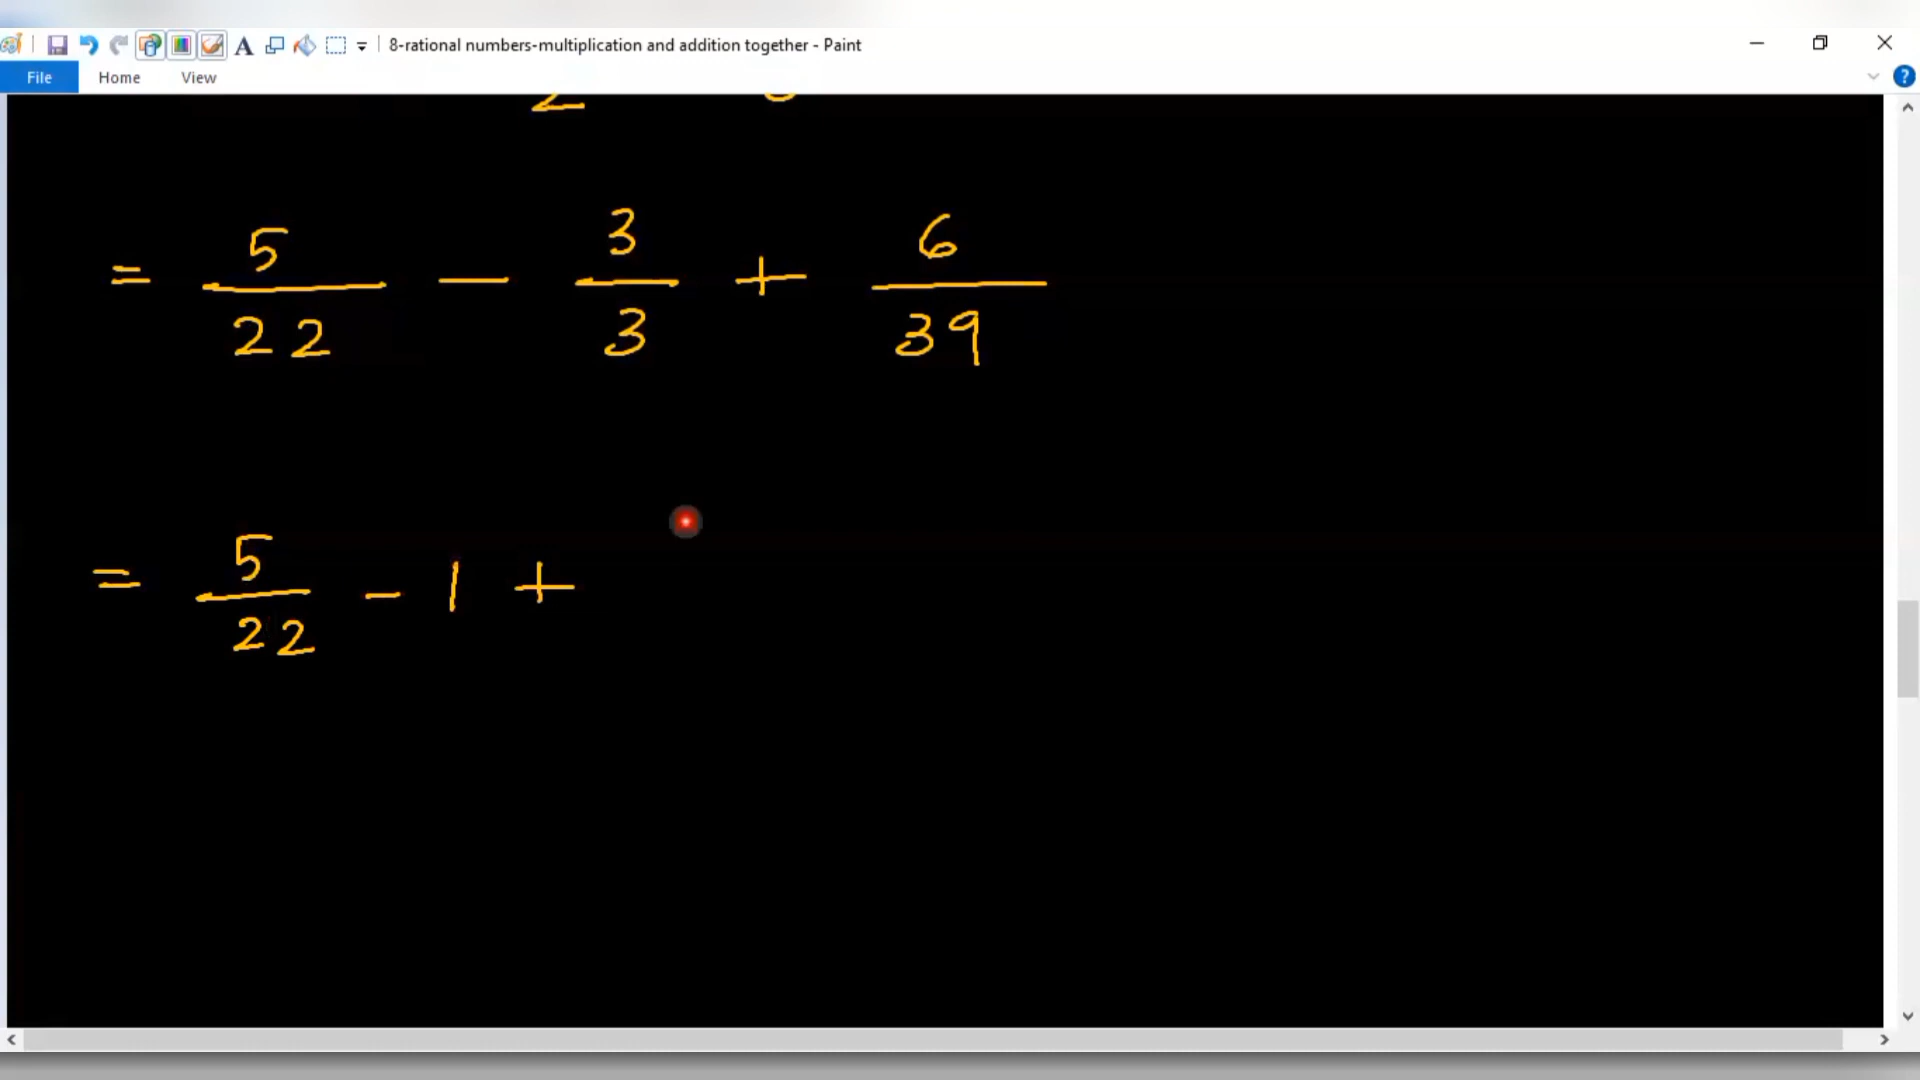 8-rational numbers-multiplication and addition together - Paint
File Home View
= 5/22 - 3/3 + 6/39
= 5/22 - 1 +